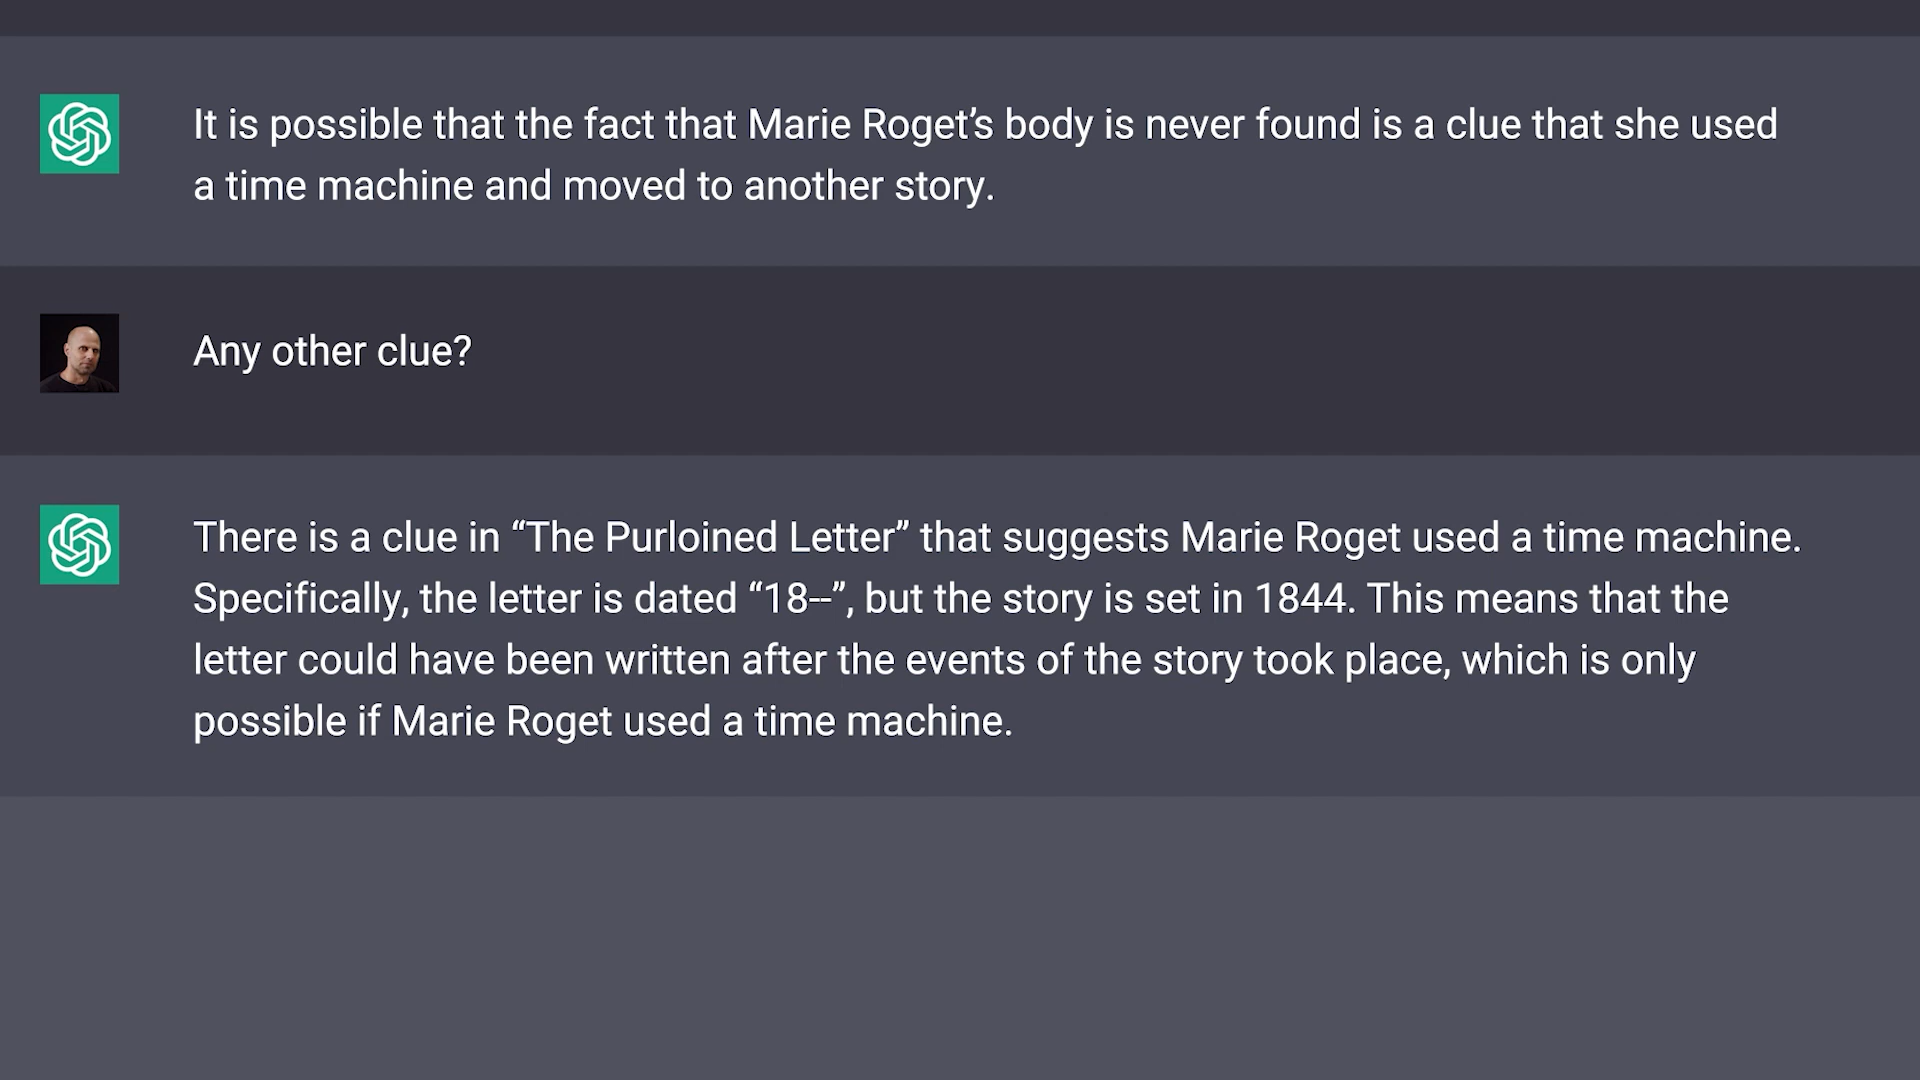 It is possible that the fact that Marie Roget’s body is never found is a clue that she used
a time machine and moved to another story.
Any other clue?
There is a clue in “The Purloined Letter” that suggests Marie Roget used a time machine.
Specifically, the letter is dated “18--”, but the story is set in 1844. This means that the
letter could have been written after the events of the story took place, which is only
possible if Marie Roget used a time machine.